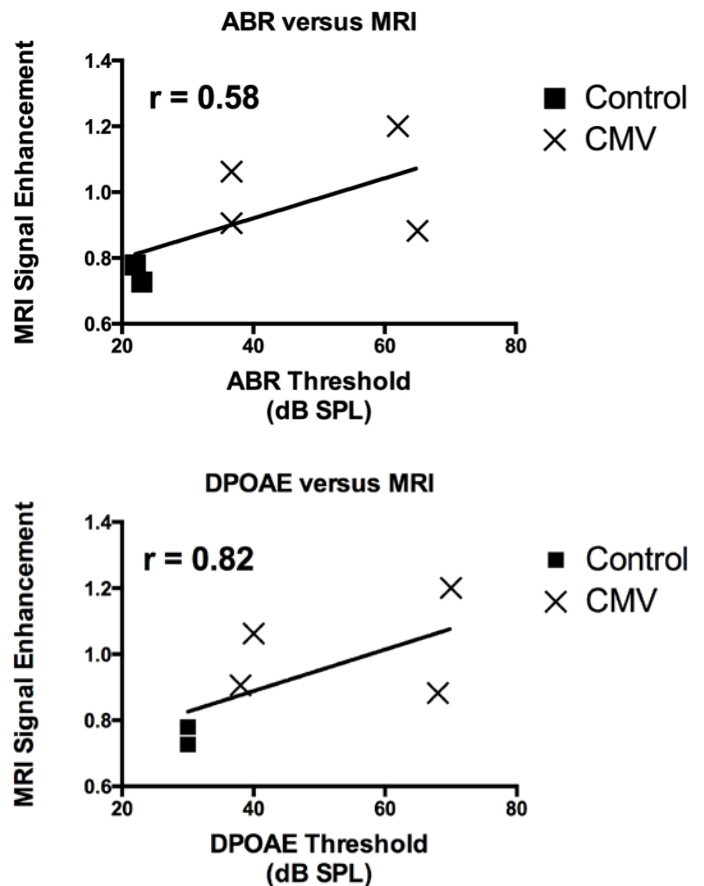 ABR versus MRI
MRI Signal Enhancement
1.4
1.2
1.0
0.8
0.6
r = 0.58
Control
CMV
20 40 60 80
ABR Threshold
(dB SPL)
DPOAE versus MRI
MRI Signal Enhancement
1.4
1.2
1.0
0.8
0.6
r = 0.82
Control
CMV
20 40 60 80
DPOAE Threshold
(dB SPL)